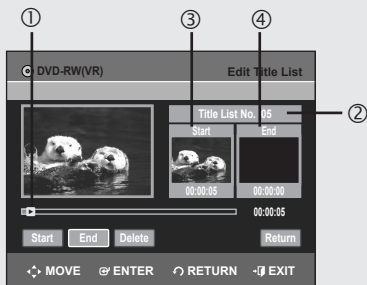 ① ③ ④
DVD-RW(VR) Edit Title List
Title List No. 05 ②
Start End
00:00:05 00:00:00
00:00:05
Start End Delete Return
MOVE ENTER RETURN EXIT